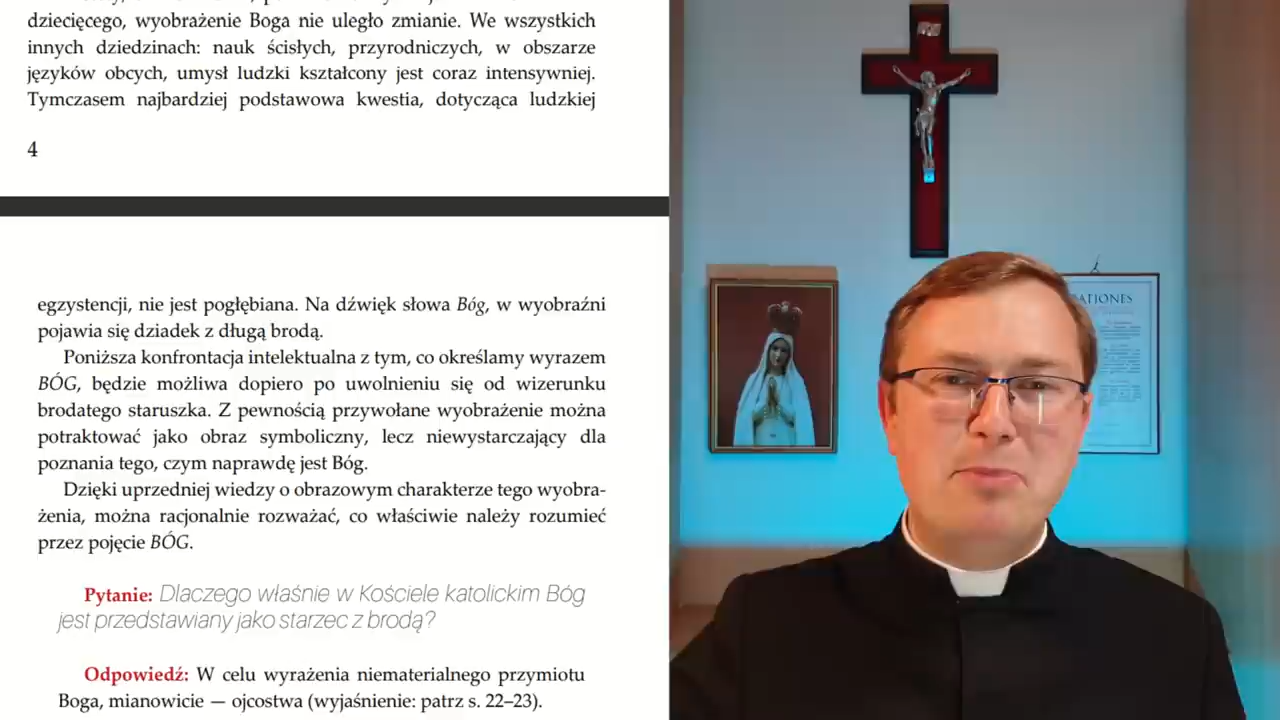 dziecięcego, wyobrażenie Boga nie uległo zmianie. We wszystkich
innych dziedzinach: nauk ścisłych, przyrodniczych, w obszarze
języków obcych, umysł ludzki kształcony jest coraz intensywniej.
Tymczasem najbardziej podstawowa kwestia, dotycząca ludzkiej
4
egzystencji, nie jest pogłębiana. Na dźwięk słowa Bóg, w wyobraźni
pojawia się dziadek z długą brodą.
Poniższa konfrontacja intelektualna z tym, co określamy wyrazem
BÓG, będzie możliwa dopiero po uwolnieniu się od wizerunku
brodatego staruszka. Z pewnością przywołane wyobrażenie można
potraktować jako obraz symboliczny, lecz niewystarczający dla
poznania tego, czym naprawdę jest Bóg.
Dzięki uprzedniej wiedzy o obrazowym charakterze tego wyobra-
żenia, można racjonalnie rozważać, co właściwie należy rozumieć
przez pojęcie BÓG.
Pytanie: Dlaczego właśnie w Kościele katolickim Bóg
jest przedstawiany jako starzec z brodą?
Odpowiedź: W celu wyrażenia niematerialnego przymiotu
Boga, mianowicie — ojcostwa (wyjaśnienie: patrz s. 22–23).